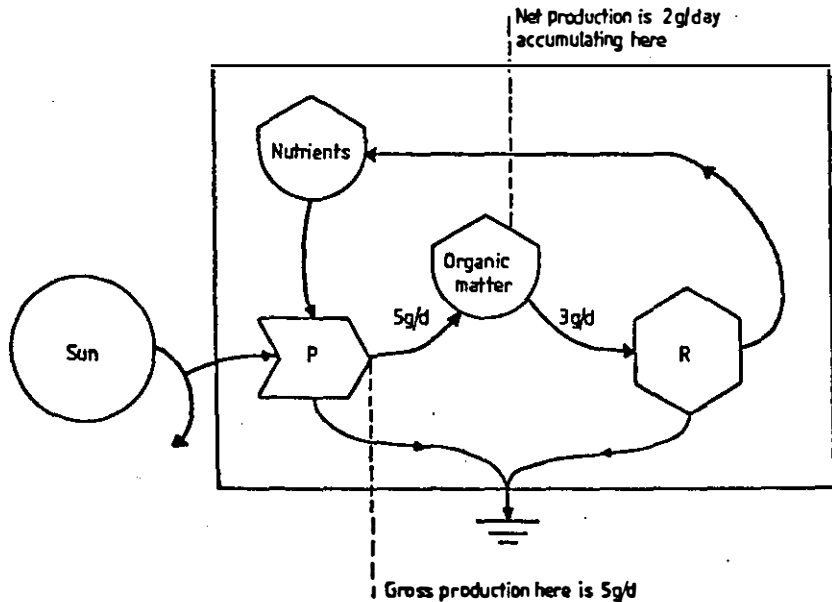 Net production is 2g/day
accumulating here
Nutrients
Organic
matter
5g/d
3g/d
Sun
P
R
Gross production here is 5g/d